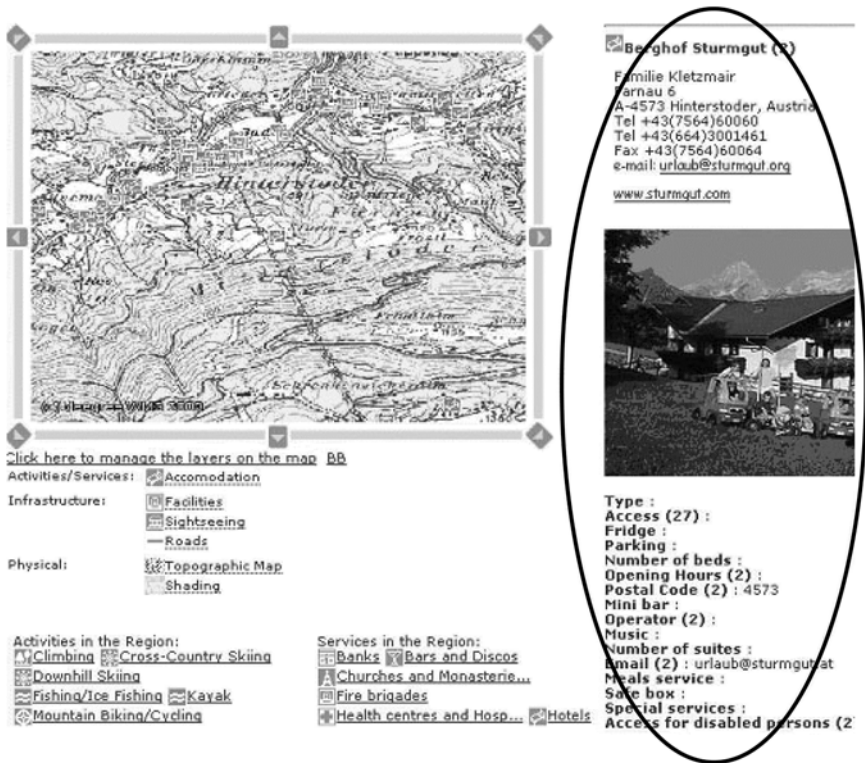 Hinterstoder
Click here to manage the layers on the map BB
Activities/Services: Accomodation
Infrastructure: Facilities
Sightseeing
Roads
Physical: Topographic Map
Shading
Activities in the Region:
Climbing Cross-Country Skiing
Downhill Skiing
Fishing/Ice Fishing Kayak
Mountain Biking/Cycling
Services in the Region:
Banks Bars and Discos
Churches and Monasterie...
Fire brigades
Health centres and Hosp... Hotels
Berghof Sturmgut (2)
Familie Kletzmair
Farnau 6
A-4573 Hinterstoder, Austria
Tel +43(7564)60060
Tel +43(664)3001461
Fax +43(7564)60064
e-mail: urlaub@sturmgut.org
www.sturmgut.com
Type :
Access (27) :
Fridge :
Parking :
Number of beds :
Opening Hours (2) :
Postal Code (2) : 4573
Mini bar :
Operator (2) :
Music :
Number of suites :
Email (2) : urlaub@sturmgut.at
Meals service :
Safe box :
Special services :
Access for disabled persons (2